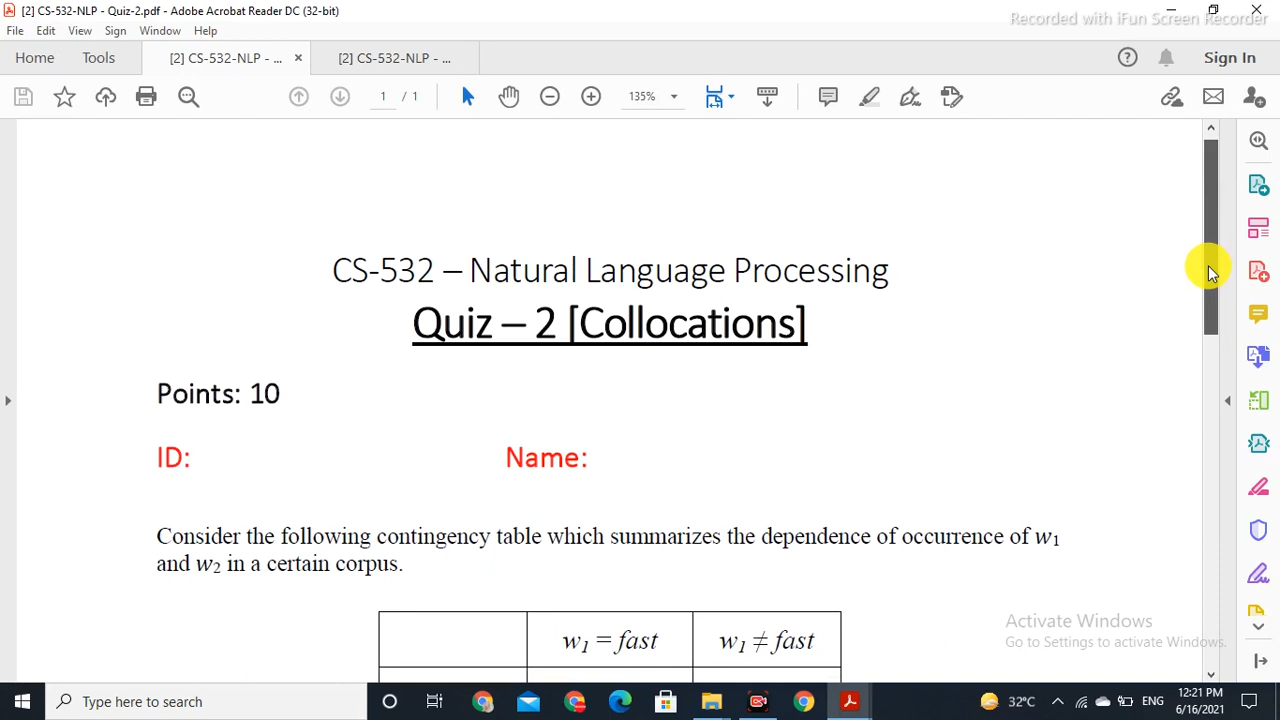 [2] CS-532-NLP - Quiz-2.pdf - Adobe Acrobat Reader DC (32-bit)
Recorded with iFun Screen Recorder
File Edit View Sign Window Help
Home Tools [2] CS-532-NLP - ... × [2] CS-532-NLP - ... Sign In
1 / 1 135%
CS-532 – Natural Language Processing
Quiz – 2 [Collocations]
Points: 10
ID: Name:
Consider the following contingency table which summarizes the dependence of occurrence of w1
and w2 in a certain corpus.
w1 = fast w1 ≠ fast
Activate Windows
Go to Settings to activate Windows.
Type here to search 32°C ENG 12:21 PM
6/16/2021